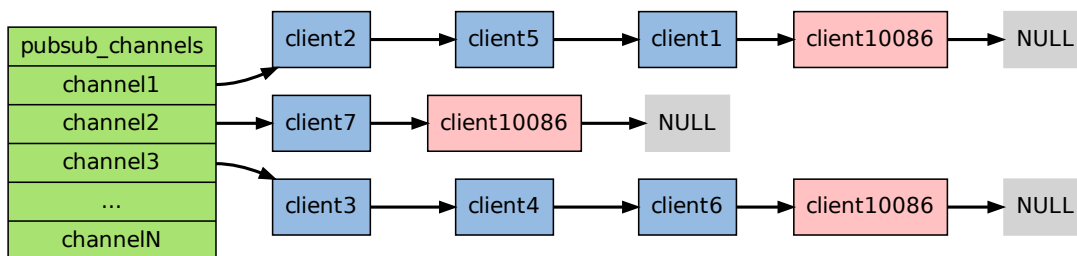 pubsub_channels
channel1
channel2
channel3
...
channelN
client2 client5 client1 client10086 NULL
client7 client10086 NULL
client3 client4 client6 client10086 NULL